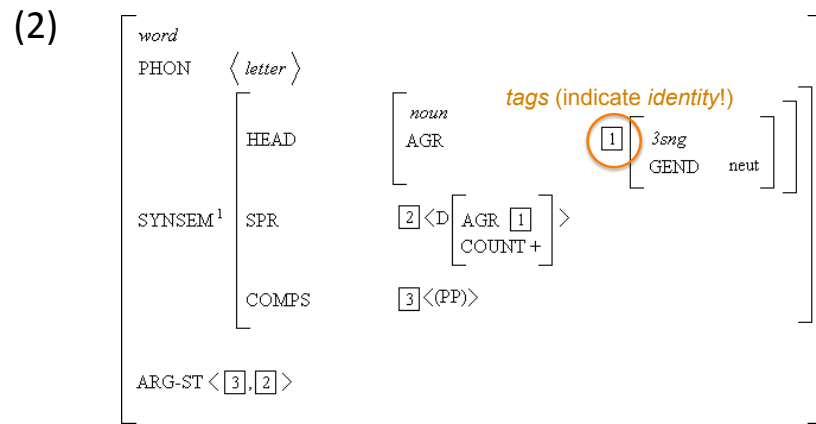 (2)
word
PHON ⟨ letter ⟩
tags (indicate identity!)
noun
HEAD AGR 1 3sng
GEND neut
SYNSEM¹ SPR 2 <D AGR 1 >
COUNT +
COMPS 3 <(PP)>
ARG-ST < 3 , 2 >